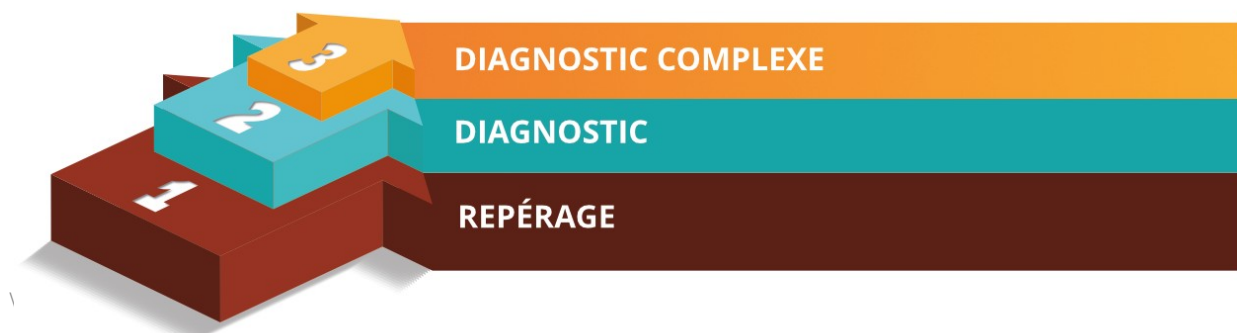 3 DIAGNOSTIC COMPLEXE
2 DIAGNOSTIC
1 REPÉRAGE